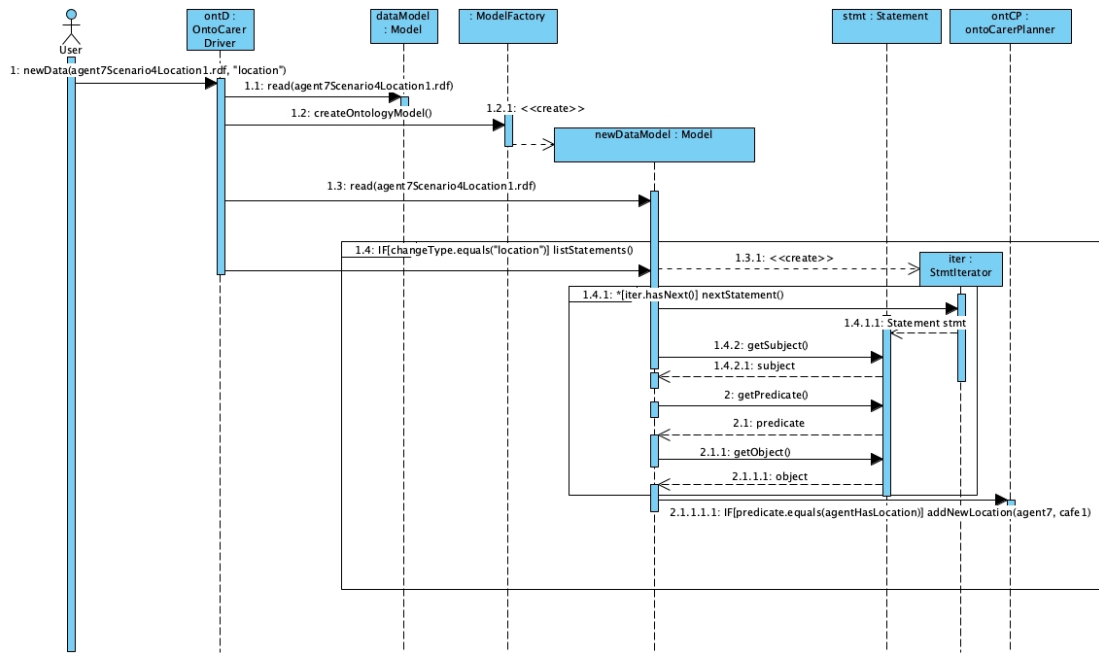 ontD :
OntoCarer
Driver
dataModel
: Model
: ModelFactory
stmt : Statement
ontCP :
ontoCarerPlanner
User
1: newData(agent7Scenario4Location1.rdf, "location")
1.1: read(agent7Scenario4Location1.rdf)
1.2: createOntologyModel()
1.2.1: <<create>>
newDataModel : Model
1.3: read(agent7Scenario4Location1.rdf)
1.4: IF[changeType.equals("location")] listStatements()
1.3.1: <<create>>
iter :
StmtIterator
1.4.1: *[iter.hasNext()] nextStatement()
1.4.1.1: Statement stmt
1.4.2: getSubject()
1.4.2.1: subject
2: getPredicate()
2.1: predicate
2.1.1: getObject()
2.1.1.1: object
2.1.1.1.1: IF[predicate.equals(agentHasLocation)] addNewLocation(agent7, cafe1)